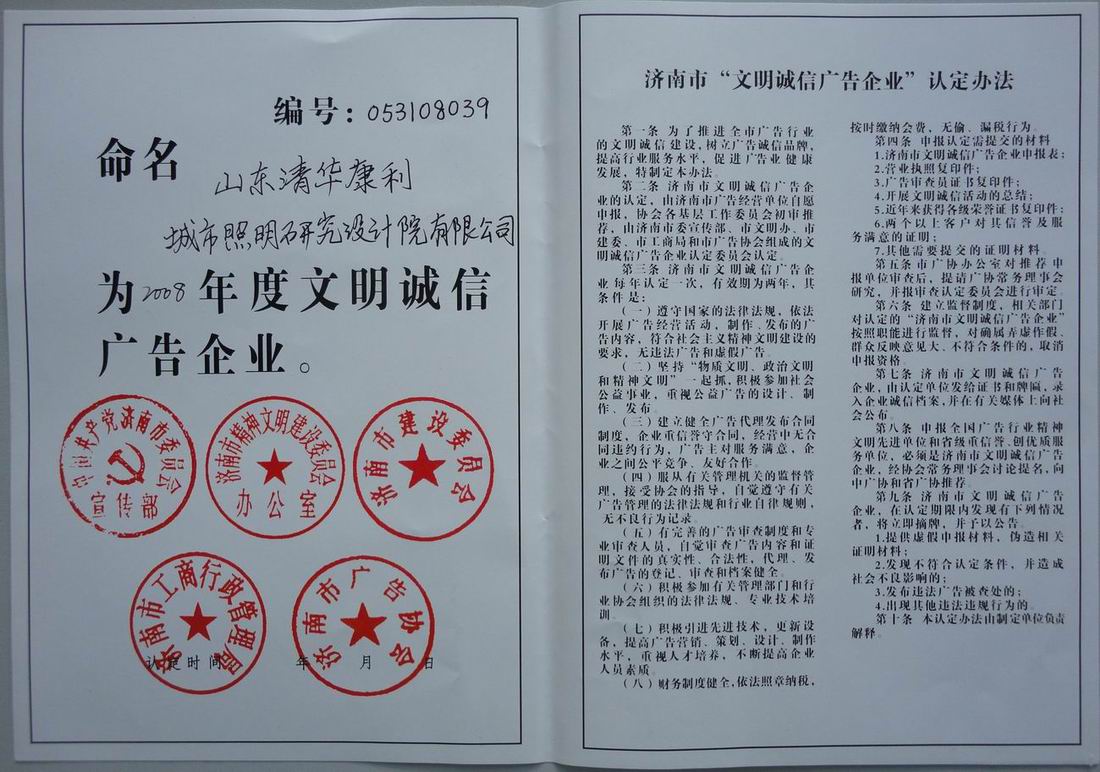 编号：053108039
命名
山东清华康利
城市照明研究设计院有限公司
为2008年度文明诚信
广告企业。
中国共产党济南市委员会
宣传部
济南市精神文明建设委员会
办公室
济南市建设委员会
济南市工商行政管理局
济南市广告协会
认定时间 年 月 日
济南市“文明诚信广告企业”认定办法
第一条 为了推进全市广告行业
的文明诚信建设,树立广告诚信品牌,
提高行业服务水平，促进广告业健康
发展，特制定本办法。
第二条 济南市文明诚信广告企
业的认定，由济南市广告经营单位自愿
申报，协会各基层工作委员会初审推
荐，由济南市委宣传部、市文明办、市
建委、市工商局和市广告协会组成的文
明诚信广告企业认定委员会认定。
第三条 济南市文明诚信广告企
业每年认定一次，有效期为两年，其
条件是：
（一）遵守国家的法律法规，依法
开展广告经营活动，制作、发布的广
告内容，符合社会主义精神文明建设的
要求，无违法广告和虚假广告。
（二）坚持“物质文明、政治文明
和精神文明”一起抓,积极参加社会
公益事业，重视公益广告的设计、制
作、发布。
（三）建立健全广告代理发布合同
制度，企业重信誉守合同，经营中无合
同违约行为，广告主对服务满意，企
业之间公平竞争、友好合作。
（四）服从有关管理机关的监督管
理，接受协会的指导，自觉遵守有关
广告管理的法律法规和行业自律规则，
无不良行为记录。
（五）有完善的广告审查制度和专
业审查人员，自觉审查广告内容和证
明文件的真实性、合法性，代理、发
布广告的登记、审查和档案健全。
（六）积极参加有关管理部门和行
业协会组织的法律法规、专业技术培
训。
（七）积极引进先进技术，更新设
备，提高广告营销、策划、设计、制作
水平，重视人才培养，不断提高企业
人员素质。
（八）财务制度健全,依法照章纳税,
按时缴纳会费，无偷、漏税行为。
第四条 申报认定需提交的材料
1.济南市文明诚信广告企业申报表；
2.营业执照复印件；
3.广告审查员证书复印件；
4.开展文明诚信活动的总结；
5.近年来获得各级荣誉证书复印件；
6.两个以上客户对其信誉及服
务满意的证明；
7.其他需要提交的证明材料。
第五条 市广协办公室对推荐申
报单位审查后，提请广协常务理事会
研究，并报审查认定委员会进行审定。
第六条 建立监督制度，相关部门
对认定的“济南市文明诚信广告企业”
按照职能进行监督，对确属弄虚作假、
群众反映意见大、不符合条件的，取消
申报资格。
第七条 济南市文明诚信广告
企业,由认定单位发给证书和牌匾,录
入企业诚信档案,并在有关媒体上向社
会公布。
第八条 申报全国广告行业精神
文明先进单位和省级重信誉、创优质服
务单位，必须是济南市文明诚信广告
企业，经协会常务理事会讨论提名,向
中广协和省广协推荐。
第九条 济南市文明诚信广告
企业，在认定期限内发现有下列情况
者，将立即摘牌，并予以公告。
1.提供虚假申报材料，伪造相关
证明材料；
2.发现不符合认定条件，并造成
社会不良影响的；
3.发布违法广告被查处的；
4.出现其他违法违规行为的。
第十条 本认定办法由制定单位负责
解释。